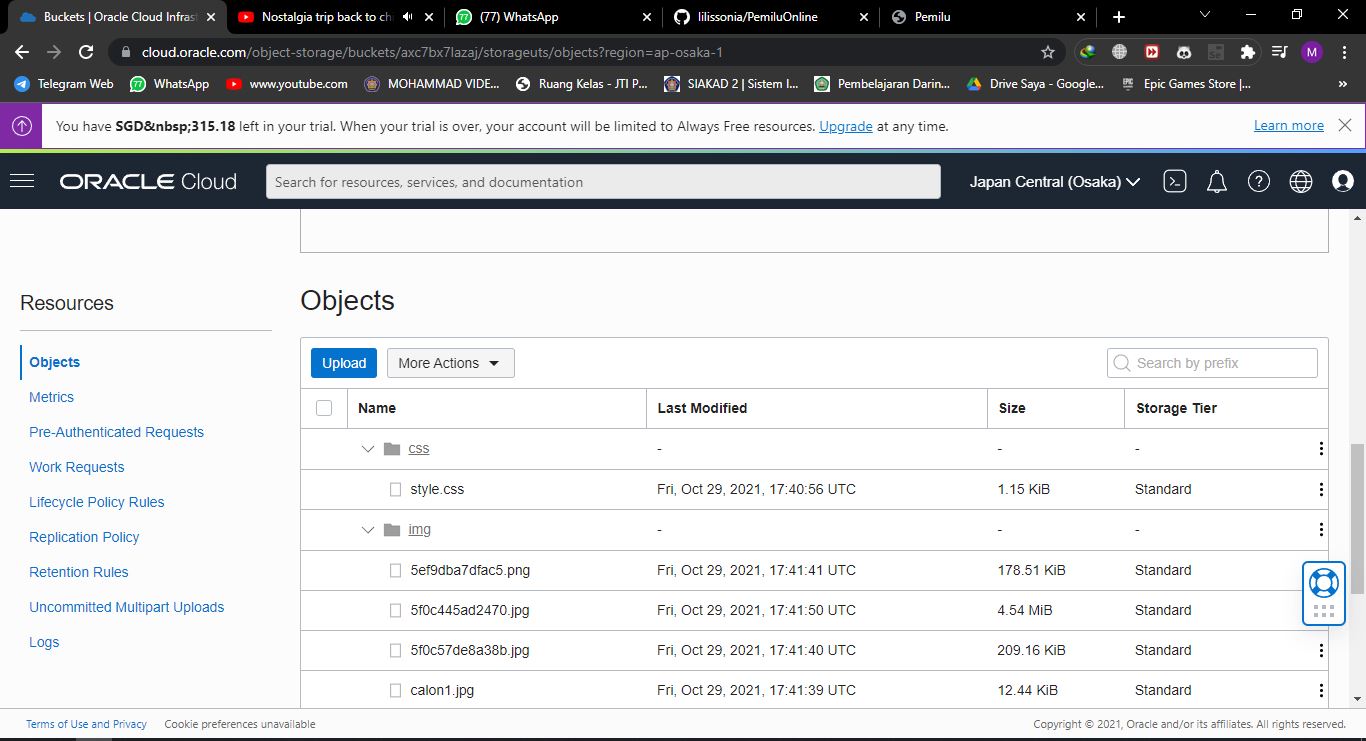 Buckets | Oracle Cloud Infrast
Nostalgia trip back to ch
(77) WhatsApp
lilissonia/PemiluOnline
Pemilu
cloud.oracle.com/object-storage/buckets/axc7bx7lazaj/storageuts/objects?region=ap-osaka-1
M
Telegram Web
WhatsApp
www.youtube.com
MOHAMMAD VIDE...
Ruang Kelas - JTI P...
SIAKAD 2 | Sistem I...
Pembelajaran Darin...
Drive Saya - Google...
Epic Games Store |...
»
You have SGD&nbsp;315.18 left in your trial. When your trial is over, your account will be limited to Always Free resources. Upgrade at any time.
Learn more
ORACLE Cloud
Search for resources, services, and documentation
Japan Central (Osaka)
Resources
Objects
Metrics
Pre-Authenticated Requests
Work Requests
Lifecycle Policy Rules
Replication Policy
Retention Rules
Uncommitted Multipart Uploads
Logs
Objects
Upload
More Actions
Search by prefix
Name Last Modified Size Storage Tier
css - - -
style.css Fri, Oct 29, 2021, 17:40:56 UTC 1.15 KiB Standard
img - - -
5ef9dba7dfac5.png Fri, Oct 29, 2021, 17:41:41 UTC 178.51 KiB Standard
5f0c445ad2470.jpg Fri, Oct 29, 2021, 17:41:50 UTC 4.54 MiB Standard
5f0c57de8a38b.jpg Fri, Oct 29, 2021, 17:41:40 UTC 209.16 KiB Standard
calon1.jpg Fri, Oct 29, 2021, 17:41:39 UTC 12.44 KiB Standard
Terms of Use and Privacy
Cookie preferences unavailable
Copyright © 2021, Oracle and/or its affiliates. All rights reserved.